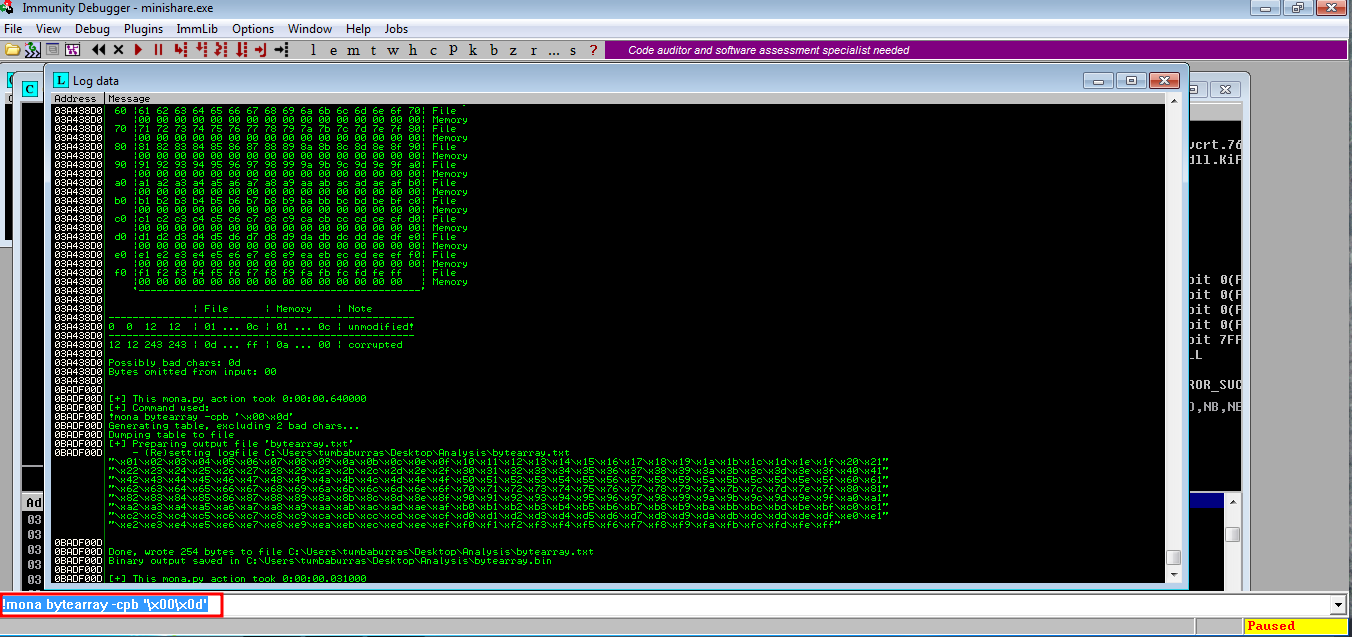 Immunity Debugger - minishare.exe
File View Debug Plugins ImmLib Options Window Help Jobs
l e m t w h c P k b z r ... s ? Code auditor and software assessment specialist needed
Log data
Address Message
03A438D0 60 ¦61 62 63 64 65 66 67 68 69 6a 6b 6c 6d 6e 6f 70¦ File
03A438D0 ¦00 00 00 00 00 00 00 00 00 00 00 00 00 00 00 00¦ Memory
03A438D0 70 ¦71 72 73 74 75 76 77 78 79 7a 7b 7c 7d 7e 7f 80¦ File
03A438D0 ¦00 00 00 00 00 00 00 00 00 00 00 00 00 00 00 00¦ Memory
03A438D0 80 ¦81 82 83 84 85 86 87 88 89 8a 8b 8c 8d 8e 8f 90¦ File
03A438D0 ¦00 00 00 00 00 00 00 00 00 00 00 00 00 00 00 00¦ Memory
03A438D0 90 ¦91 92 93 94 95 96 97 98 99 9a 9b 9c 9d 9e 9f a0¦ File
03A438D0 ¦00 00 00 00 00 00 00 00 00 00 00 00 00 00 00 00¦ Memory
03A438D0 a0 ¦a1 a2 a3 a4 a5 a6 a7 a8 a9 aa ab ac ad ae af b0¦ File
03A438D0 ¦00 00 00 00 00 00 00 00 00 00 00 00 00 00 00 00¦ Memory
03A438D0 b0 ¦b1 b2 b3 b4 b5 b6 b7 b8 b9 ba bb bc bd be bf c0¦ File
03A438D0 ¦00 00 00 00 00 00 00 00 00 00 00 00 00 00 00 00¦ Memory
03A438D0 c0 ¦c1 c2 c3 c4 c5 c6 c7 c8 c9 ca cb cc cd ce cf d0¦ File
03A438D0 ¦00 00 00 00 00 00 00 00 00 00 00 00 00 00 00 00¦ Memory
03A438D0 d0 ¦d1 d2 d3 d4 d5 d6 d7 d8 d9 da db dc dd de df e0¦ File
03A438D0 ¦00 00 00 00 00 00 00 00 00 00 00 00 00 00 00 00¦ Memory
03A438D0 e0 ¦e1 e2 e3 e4 e5 e6 e7 e8 e9 ea eb ec ed ee ef f0¦ File
03A438D0 ¦00 00 00 00 00 00 00 00 00 00 00 00 00 00 00 00¦ Memory
03A438D0 f0 ¦f1 f2 f3 f4 f5 f6 f7 f8 f9 fa fb fc fd fe ff ¦ File
03A438D0 ¦00 00 00 00 00 00 00 00 00 00 00 00 00 00 00 ¦ Memory
03A438D0
03A438D0
03A438D0 ¦ File ¦ Memory ¦ Note
03A438D0
03A438D0 0 0 12 12 ¦ 01 ... 0c ¦ 01 ... 0c ¦ unmodified!
03A438D0
03A438D0 12 12 243 243 ¦ 0d ... ff ¦ 0a ... 00 ¦ corrupted
03A438D0
03A438D0 Possibly bad chars: 0d
03A438D0 Bytes omitted from input: 00
03A438D0
0BADF00D
0BADF00D [+] This mona.py action took 0:00:00.640000
0BADF00D [+] Command used:
0BADF00D !mona bytearray -cpb '\x00\x0d'
0BADF00D Generating table, excluding 2 bad chars...
0BADF00D Dumping table to file
0BADF00D [+] Preparing output file 'bytearray.txt'
0BADF00D - (Re)setting logfile C:\Users\tumbaburras\Desktop\Analysis\bytearray.txt
"\x01\x02\x03\x04\x05\x06\x07\x08\x09\x0a\x0b\x0c\x0e\x0f\x10\x11\x12\x13\x14\x15\x16\x17\x18\x19\x1a\x1b\x1c\x1d\x1e\x1f\x20\x21"
"\x22\x23\x24\x25\x26\x27\x28\x29\x2a\x2b\x2c\x2d\x2e\x2f\x30\x31\x32\x33\x34\x35\x36\x37\x38\x39\x3a\x3b\x3c\x3d\x3e\x3f\x40\x41"
"\x42\x43\x44\x45\x46\x47\x48\x49\x4a\x4b\x4c\x4d\x4e\x4f\x50\x51\x52\x53\x54\x55\x56\x57\x58\x59\x5a\x5b\x5c\x5d\x5e\x5f\x60\x61"
"\x62\x63\x64\x65\x66\x67\x68\x69\x6a\x6b\x6c\x6d\x6e\x6f\x70\x71\x72\x73\x74\x75\x76\x77\x78\x79\x7a\x7b\x7c\x7d\x7e\x7f\x80\x81"
"\x82\x83\x84\x85\x86\x87\x88\x89\x8a\x8b\x8c\x8d\x8e\x8f\x90\x91\x92\x93\x94\x95\x96\x97\x98\x99\x9a\x9b\x9c\x9d\x9e\x9f\xa0\xa1"
"\xa2\xa3\xa4\xa5\xa6\xa7\xa8\xa9\xaa\xab\xac\xad\xae\xaf\xb0\xb1\xb2\xb3\xb4\xb5\xb6\xb7\xb8\xb9\xba\xbb\xbc\xbd\xbe\xbf\xc0\xc1"
"\xc2\xc3\xc4\xc5\xc6\xc7\xc8\xc9\xca\xcb\xcc\xcd\xce\xcf\xd0\xd1\xd2\xd3\xd4\xd5\xd6\xd7\xd8\xd9\xda\xdb\xdc\xdd\xde\xdf\xe0\xe1"
"\xe2\xe3\xe4\xe5\xe6\xe7\xe8\xe9\xea\xeb\xec\xed\xee\xef\xf0\xf1\xf2\xf3\xf4\xf5\xf6\xf7\xf8\xf9\xfa\xfb\xfc\xfd\xfe\xff"
0BADF00D
0BADF00D Done, wrote 254 bytes to file C:\Users\tumbaburras\Desktop\Analysis\bytearray.txt
0BADF00D Binary output saved in C:\Users\tumbaburras\Desktop\Analysis\bytearray.bin
0BADF00D
0BADF00D [+] This mona.py action took 0:00:00.031000
C
vcrt.76
dll.KiF
bit 0(F
bit 0(F
bit 0(F
bit 0(F
bit 7FF
LL
ROR_SUC
O,NB,NE
Ad
03
03
03
03
03
!mona bytearray -cpb '\x00\x0d'
Paused